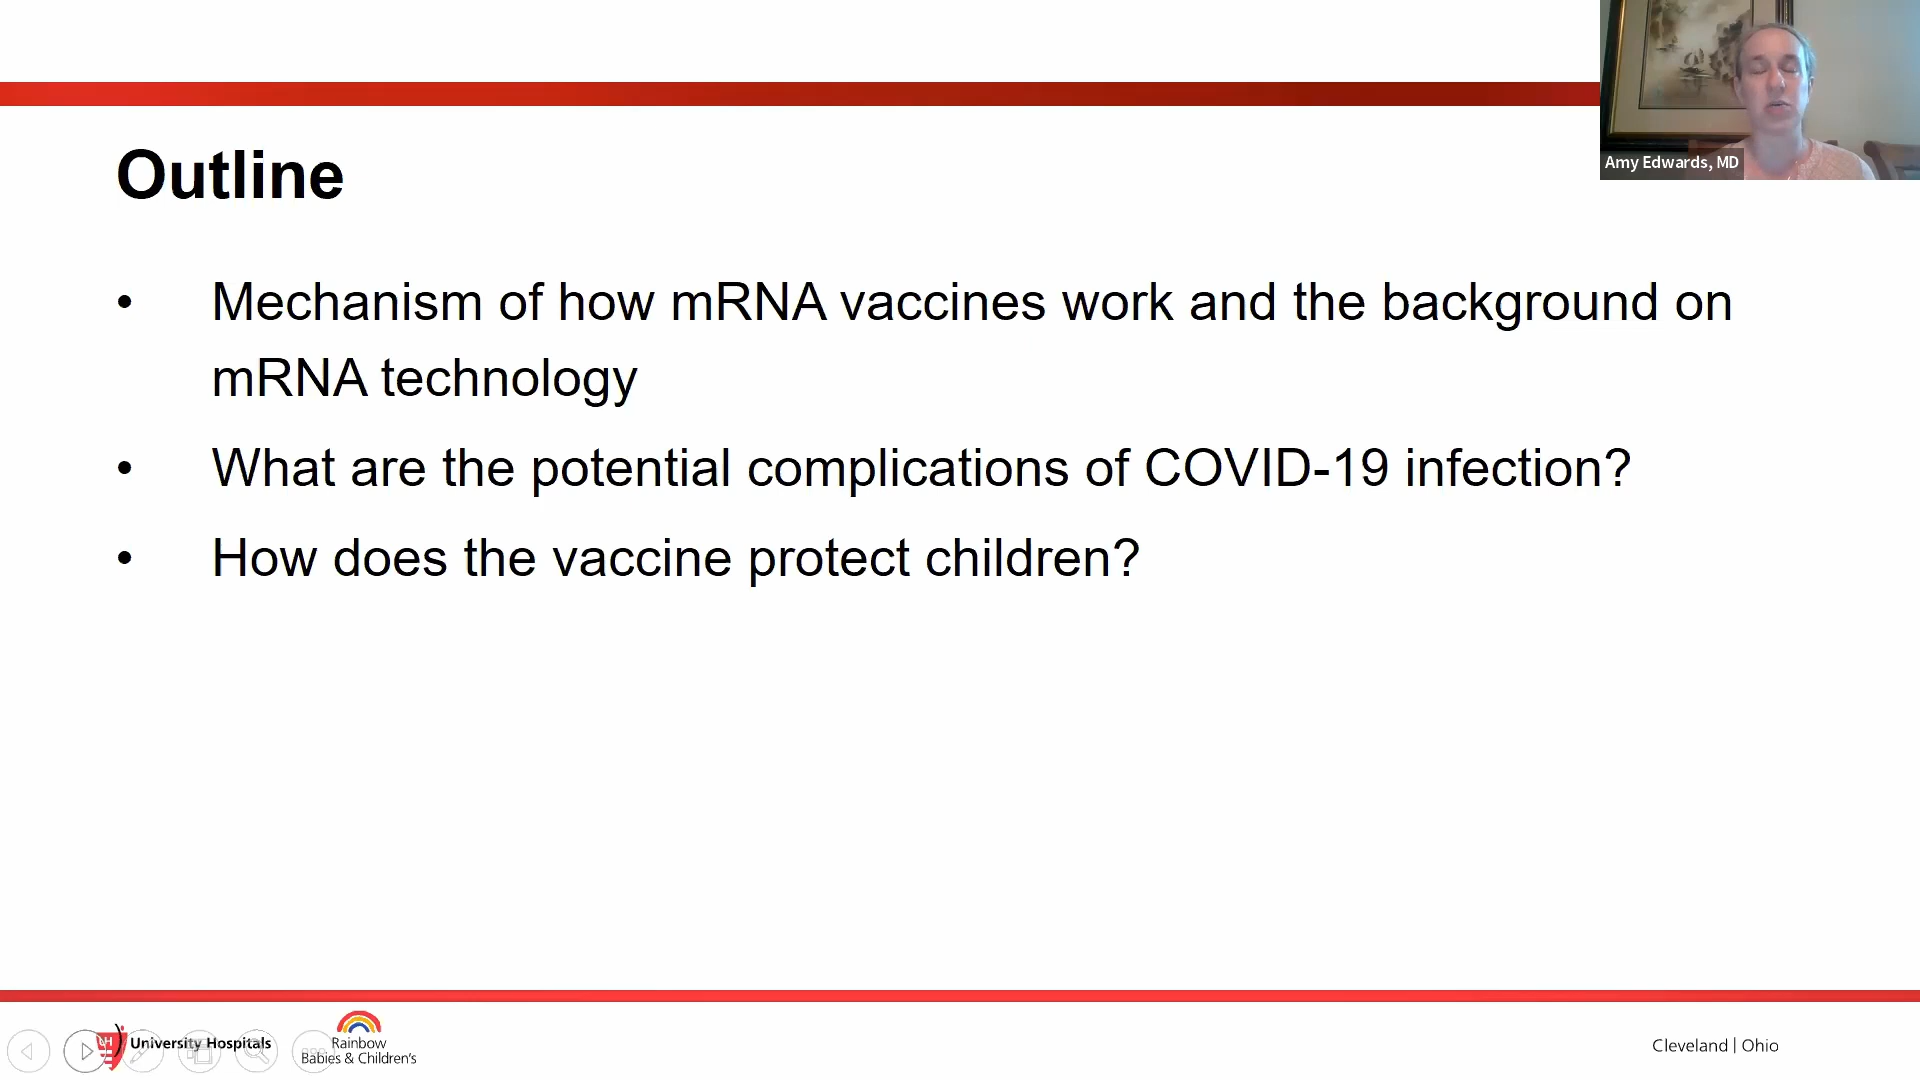 Amy Edwards, MD
Outline
• Mechanism of how mRNA vaccines work and the background on
mRNA technology
• What are the potential complications of COVID-19 infection?
• How does the vaccine protect children?
UH University Hospitals
Rainbow
Babies & Children's
Cleveland | Ohio